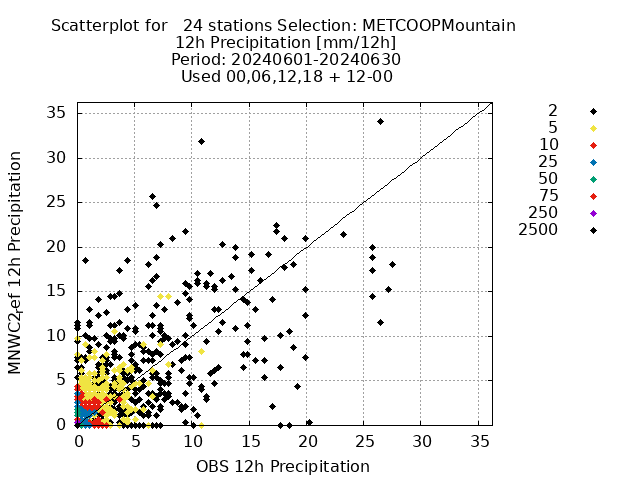 Scatterplot for   24 stations Selection: METCOOPMountain
12h Precipitation [mm/12h]
Period: 20240601-20240630
Used 00,06,12,18 + 12-00
35
30
25
20
15
10
5
0
0 5 10 15 20 25 30 35
MNWC2ref 12h Precipitation
OBS 12h Precipitation
2
5
10
25
50
75
250
2500